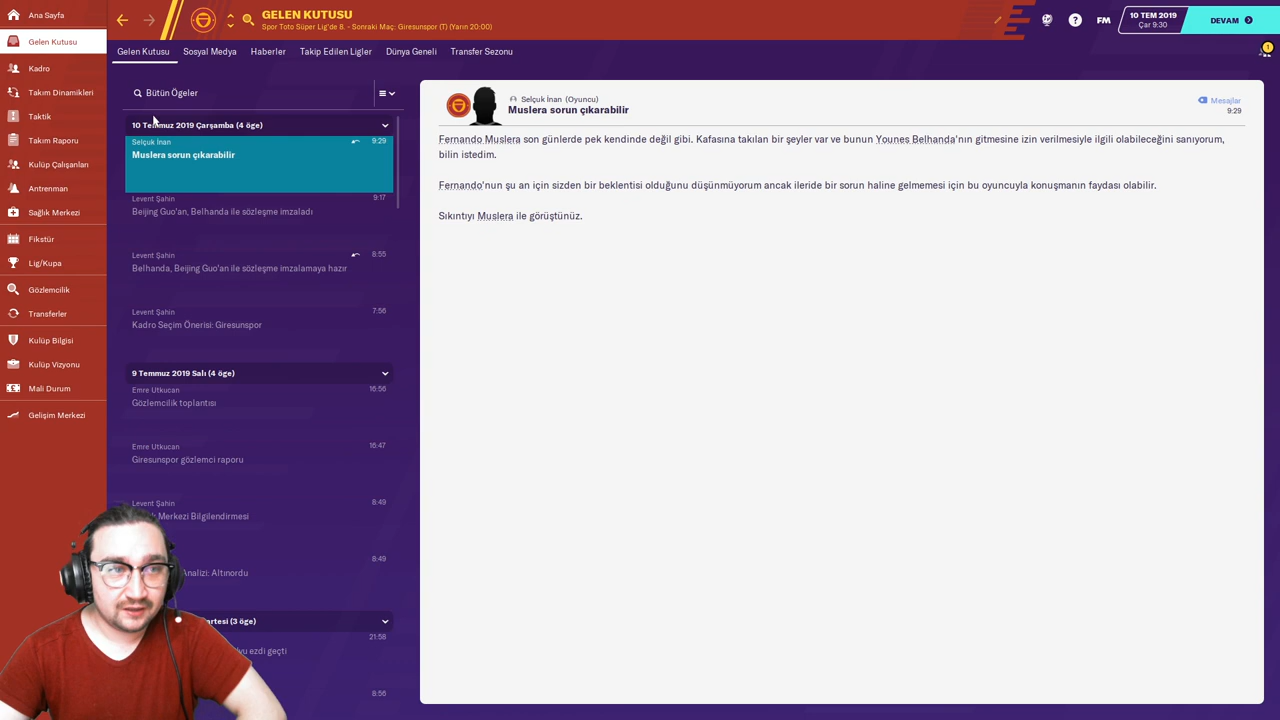 Ana Sayfa
Gelen Kutusu
Kadro
Takım Dinamikleri
Taktik
Takım Raporu
Kulüp Çalışanları
Antrenman
Sağlık Merkezi
Fikstür
Lig/Kupa
Gözlemcilik
Transferler
Kulüp Bilgisi
Kulüp Vizyonu
Mali Durum
Gelişim Merkezi
GELEN KUTUSU
Spor Toto Süper Lig'de 8. - Sonraki Maç: Giresunspor (T) (Yarın 20:00)
FM
10 TEM 2019
Çar 9:30
DEVAM
1
Gelen Kutusu Sosyal Medya Haberler Takip Edilen Ligler Dünya Geneli Transfer Sezonu
Bütün Ögeler
10 Temmuz 2019 Çarşamba (4 öge)
Selçuk İnan 9:29
Muslera sorun çıkarabilir
Levent Şahin 9:17
Beijing Guo'an, Belhanda ile sözleşme imzaladı
Levent Şahin 8:55
Belhanda, Beijing Guo'an ile sözleşme imzalamaya hazır
Levent Şahin 7:56
Kadro Seçim Önerisi: Giresunspor
9 Temmuz 2019 Salı (4 öge)
Emre Utkucan 16:56
Gözlemcilik toplantısı
Emre Utkucan 16:47
Giresunspor gözlemci raporu
Levent Şahin 8:49
Merkezi Bilgilendirmesi
8:49
Analizi: Altınordu
(3 öge)
21:58
ezdi geçti
8:56
Selçuk İnan (Oyuncu)
Muslera sorun çıkarabilir
Mesajlar
9:29
Fernando Muslera son günlerde pek kendinde değil gibi. Kafasına takılan bir şeyler var ve bunun Younes Belhanda'nın gitmesine izin verilmesiyle ilgili olabileceğini sanıyorum,
bilin istedim.
Fernando'nun şu an için sizden bir beklentisi olduğunu düşünmüyorum ancak ileride bir sorun haline gelmemesi için bu oyuncuyla konuşmanın faydası olabilir.
Sıkıntıyı Muslera ile görüştünüz.